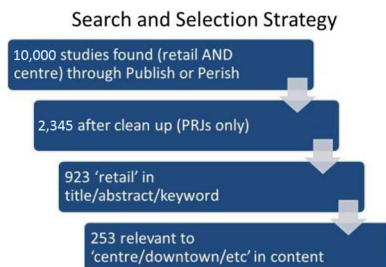 Search and Selection Strategy
10,000 studies found (retail AND
centre) through Publish or Perish
2,345 after clean up (PRJs only)
923 ‘retail’ in
title/abstract/keyword
253 relevant to
‘centre/downtown/etc’ in content